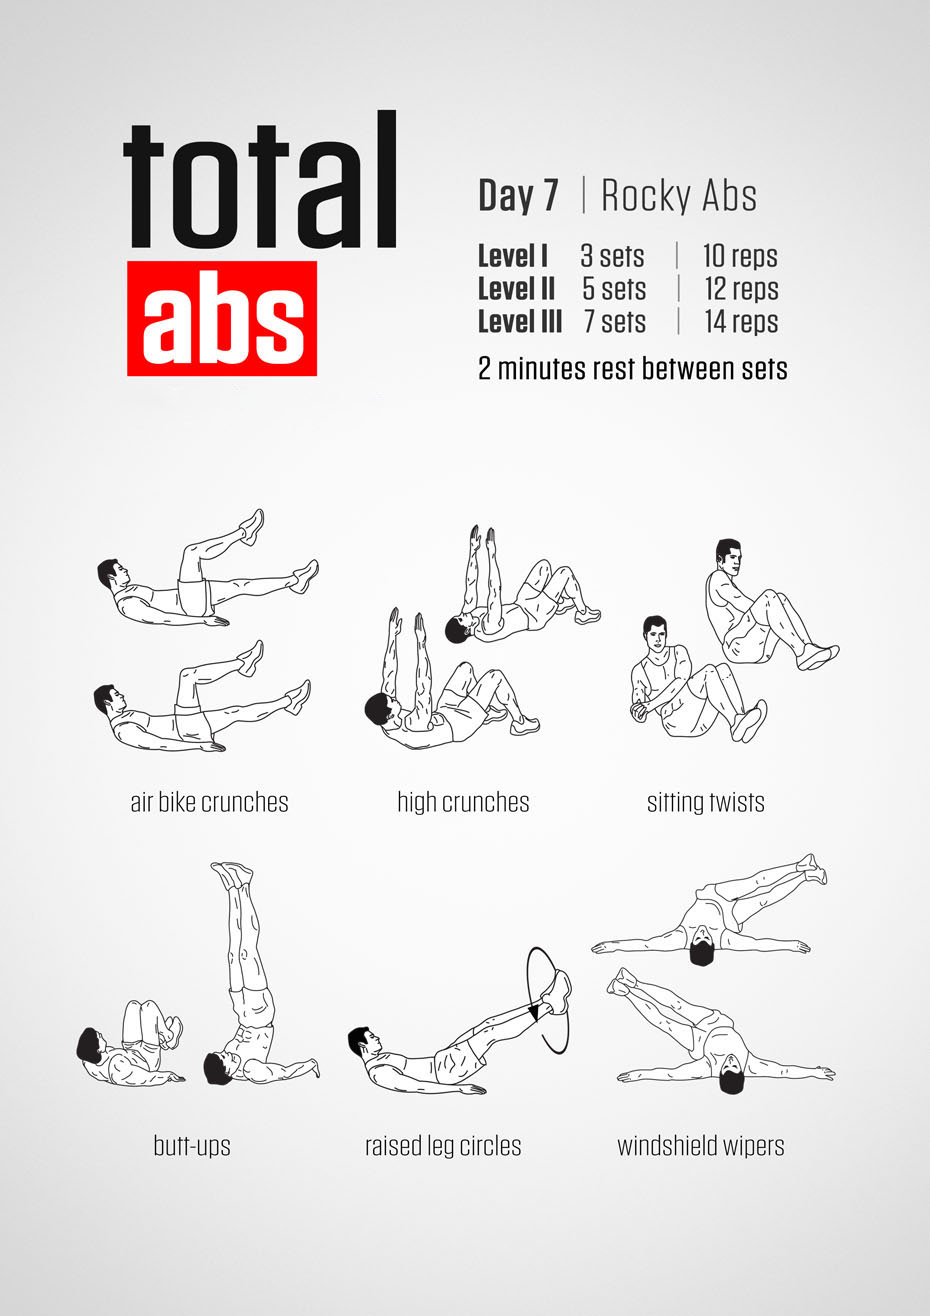 total
abs
Day 7 | Rocky Abs
Level I 3 sets | 10 reps
Level II 5 sets | 12 reps
Level III 7 sets | 14 reps
2 minutes rest between sets
air bike crunches
high crunches
sitting twists
butt-ups
raised leg circles
windshield wipers